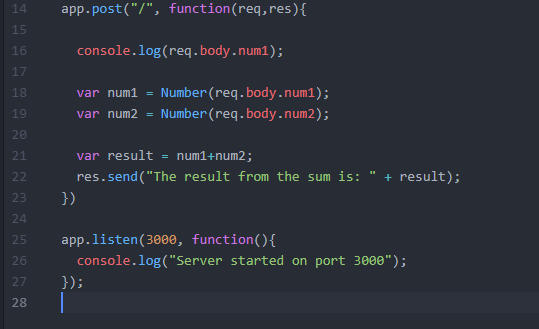 14 app.post("/", function(req,res){
15
16 console.log(req.body.num1);
17
18 var num1 = Number(req.body.num1);
19 var num2 = Number(req.body.num2);
20
21 var result = num1+num2;
22 res.send("The result from the sum is: " + result);
23 })
24
25 app.listen(3000, function(){
26 console.log("Server started on port 3000");
27 });
28